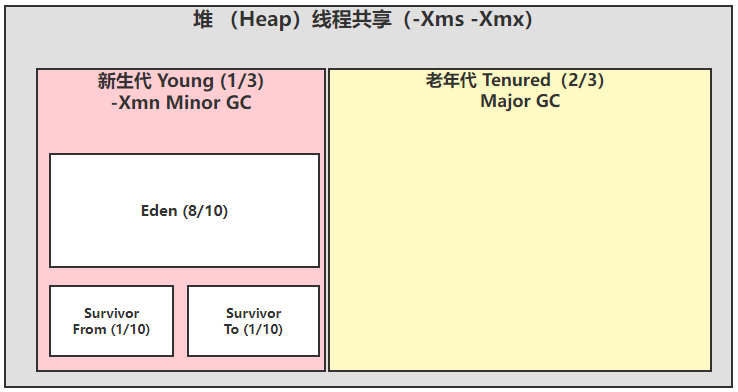 堆 （Heap）线程共享（-Xms -Xmx）
新生代 Young (1/3)
-Xmn Minor GC
老年代 Tenured（2/3）
Major GC
Eden (8/10)
Survivor
From (1/10)
Survivor
To (1/10)